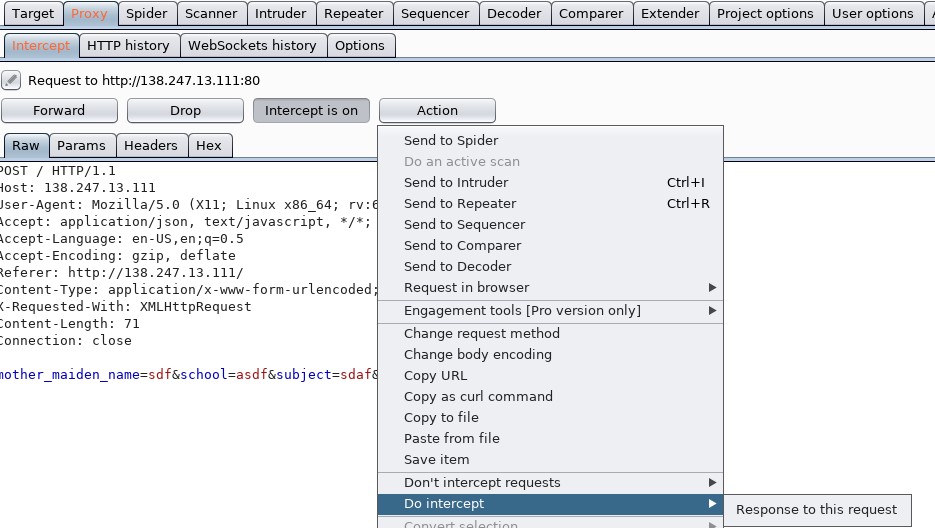 Target Proxy Spider Scanner Intruder Repeater Sequencer Decoder Comparer Extender Project options User options
Intercept HTTP history WebSockets history Options
Request to http://138.247.13.111:80
Forward Drop Intercept is on Action
Raw Params Headers Hex
POST / HTTP/1.1
Host: 138.247.13.111
User-Agent: Mozilla/5.0 (X11; Linux x86_64; rv:6
Accept: application/json, text/javascript, */*;
Accept-Language: en-US,en;q=0.5
Accept-Encoding: gzip, deflate
Referer: http://138.247.13.111/
Content-Type: application/x-www-form-urlencoded;
X-Requested-With: XMLHttpRequest
Content-Length: 71
Connection: close
mother_maiden_name=sdf&school=asdf&subject=sdaf&
Send to Spider
Do an active scan
Send to Intruder Ctrl+I
Send to Repeater Ctrl+R
Send to Sequencer
Send to Comparer
Send to Decoder
Request in browser
Engagement tools [Pro version only]
Change request method
Change body encoding
Copy URL
Copy as curl command
Copy to file
Paste from file
Save item
Don't intercept requests
Do intercept
Response to this request
Convert selection